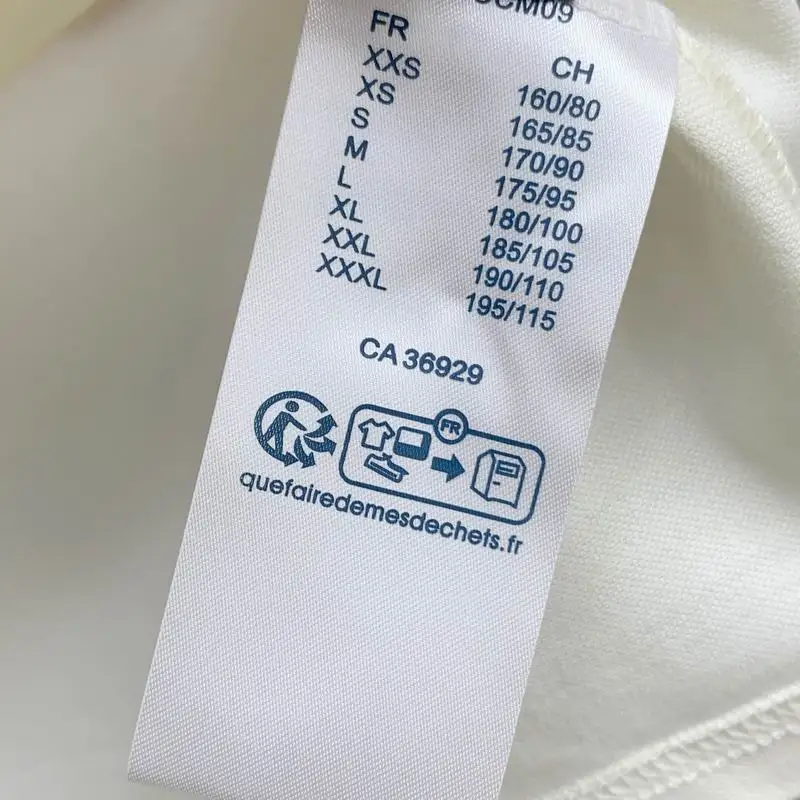 FR CH
XXS 160/80
XS 165/85
S 170/90
M 175/95
L 180/100
XL 185/105
XXL 190/110
XXXL 195/115
CA 36929
FR
quefairedemesdechets.fr